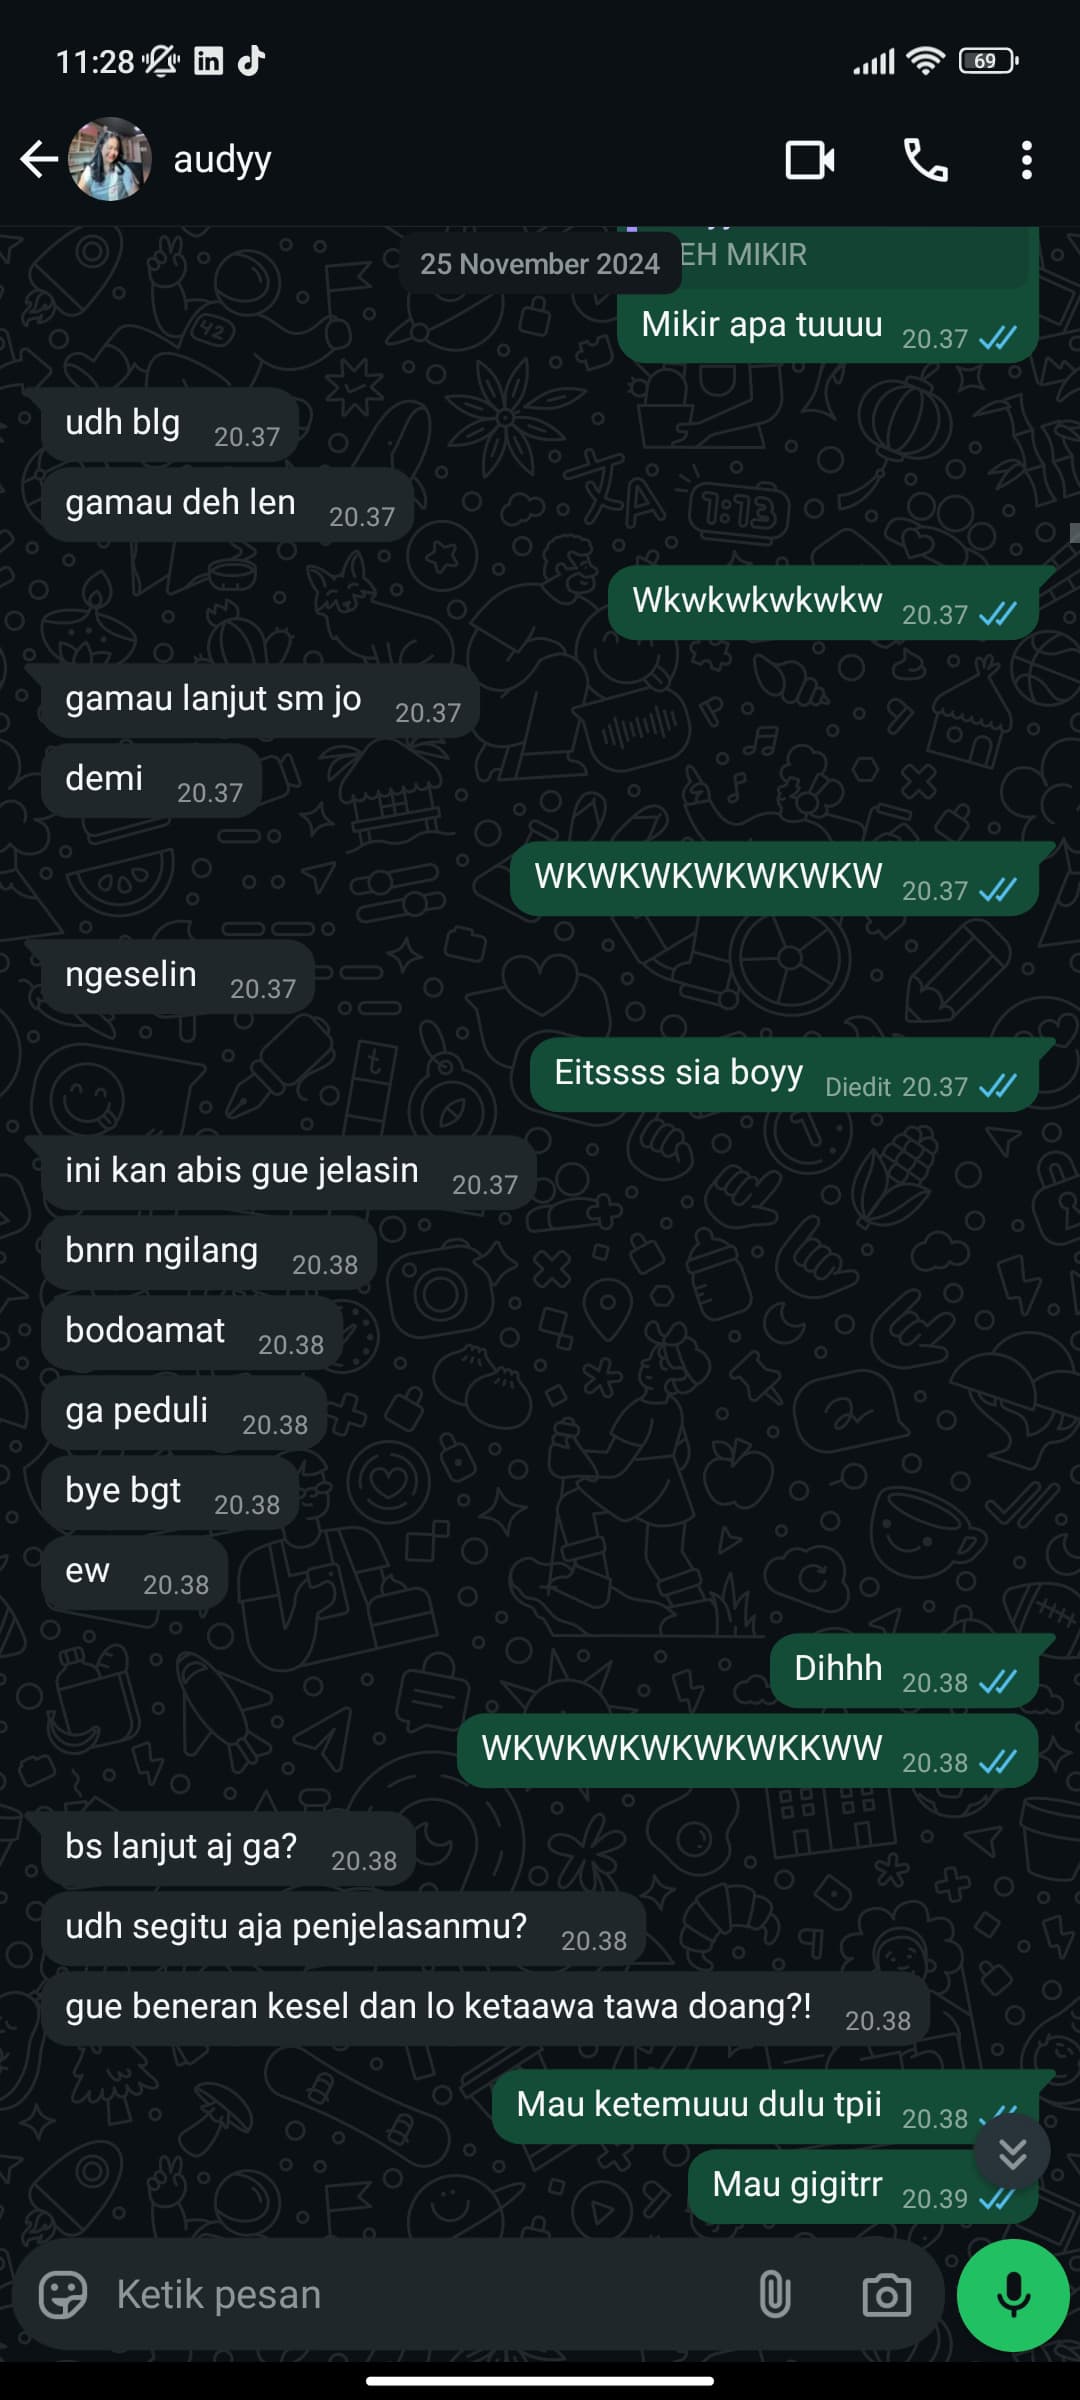 11:28
69
audyy
25 November 2024
EH MIKIR
Mikir apa tuuuu 20.37
udh blg 20.37
gamau deh len 20.37
Wkwkwkwkwkw 20.37
gamau lanjut sm jo 20.37
demi 20.37
WKWKWKWKWKWKW 20.37
ngeselin 20.37
Eitssss sia boyy Diedit 20.37
ini kan abis gue jelasin 20.37
bnrn ngilang 20.38
bodoamat 20.38
ga peduli 20.38
bye bgt 20.38
ew 20.38
Dihhh 20.38
WKWKWKWKWKWKKWW 20.38
bs lanjut aj ga? 20.38
udh segitu aja penjelasanmu? 20.38
gue beneran kesel dan lo ketaawa tawa doang?! 20.38
Mau ketemuuu dulu tpii 20.38
Mau gigitrr 20.39
Ketik pesan